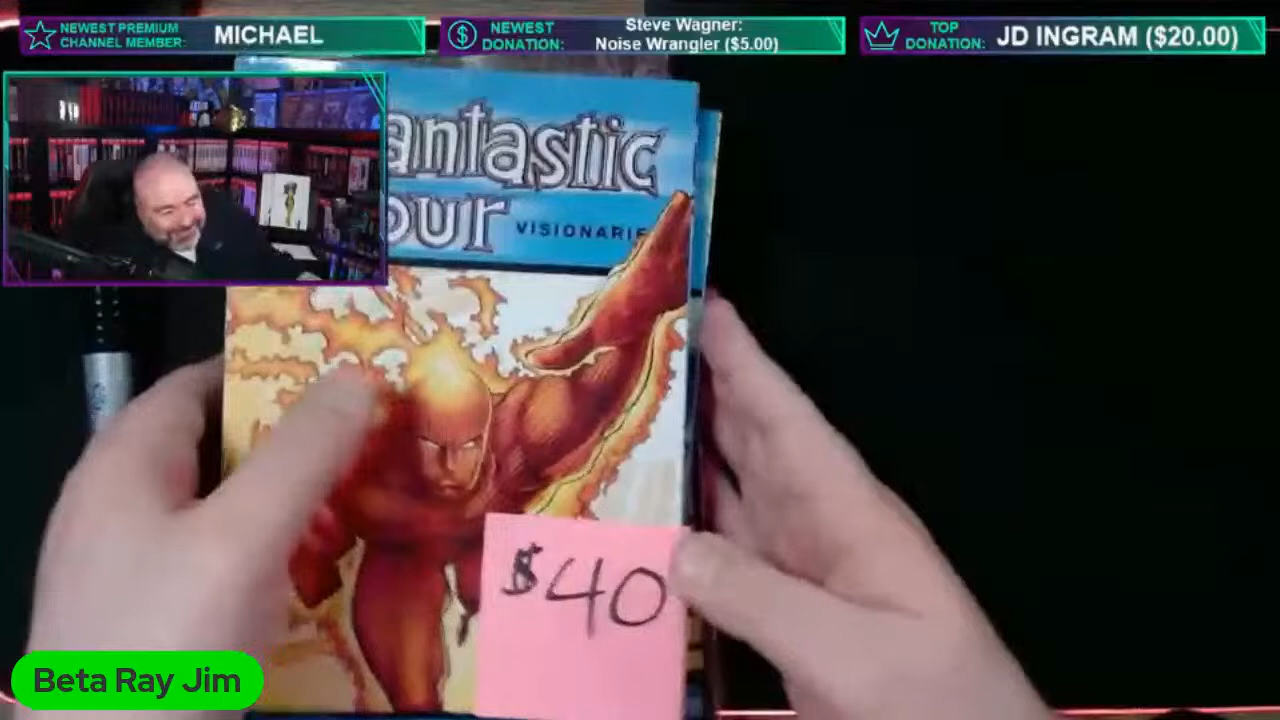 NEWEST PREMIUM
CHANNEL MEMBER:
MICHAEL
NEWEST
DONATION:
Steve Wagner:
Noise Wrangler ($5.00)
TOP
DONATION:
JD INGRAM ($20.00)
antastic
our
VISIONARIE
$40
Beta Ray Jim